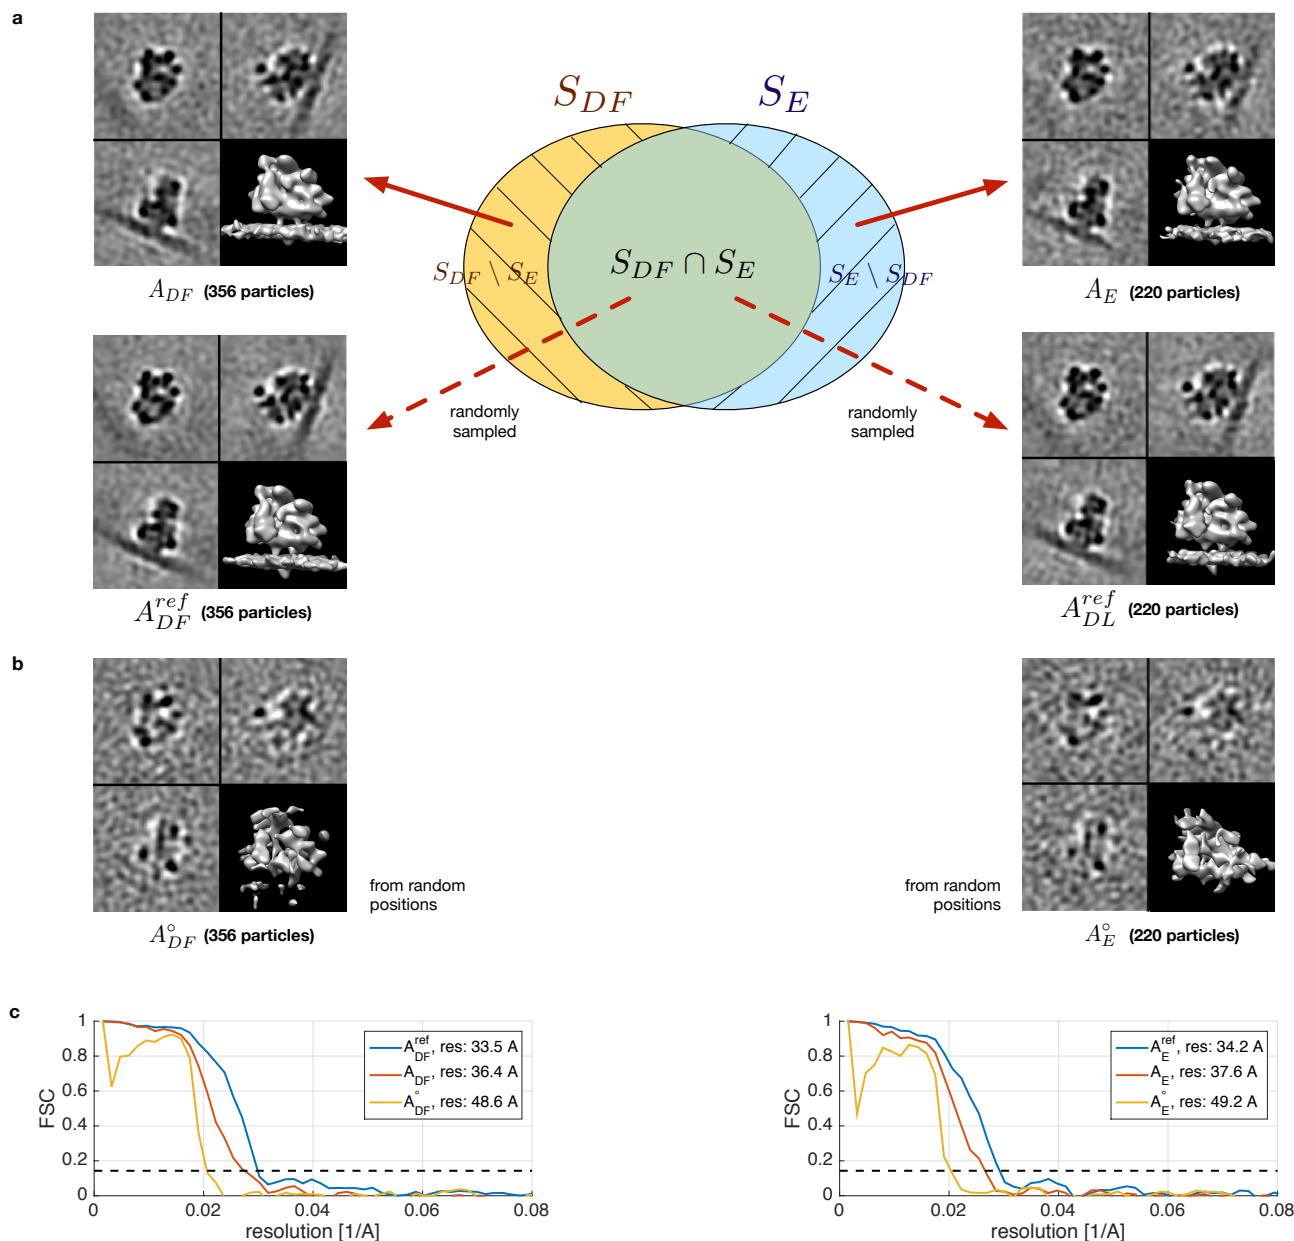 a
S_DF
S_E
S_DF \ S_E
S_DF ∩ S_E
S_E \ S_DF
A_DF (356 particles)
A_E (220 particles)
randomly
sampled
randomly
sampled
A_DF^ref (356 particles)
A_DL^ref (220 particles)
b
from random
positions
from random
positions
A°_DF (356 particles)
A°_E (220 particles)
c
FSC
1
0.8
0.6
0.4
0.2
0
0
0.02
0.04
0.06
0.08
resolution [1/A]
A_DF^ref, res: 33.5 A
A_DF, res: 36.4 A
A_DF^°, res: 48.6 A
FSC
1
0.8
0.6
0.4
0.2
0
0
0.02
0.04
0.06
0.08
resolution [1/A]
A_E^ref, res: 34.2 A
A_E, res: 37.6 A
A_E^°, res: 49.2 A